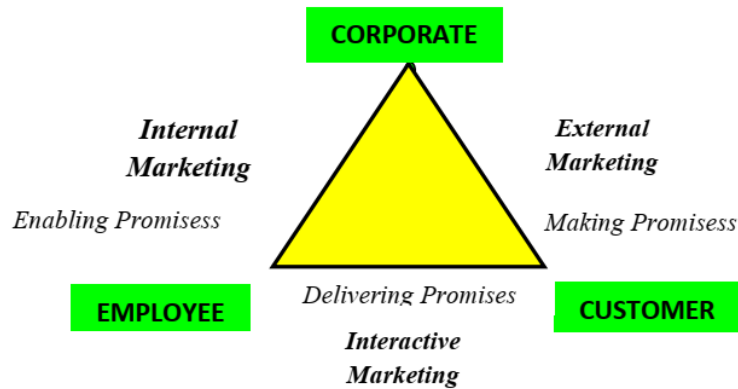 CORPORATE
Internal
Marketing
External
Marketing
Enabling Promisess
Making Promisess
Delivering Promises
EMPLOYEE
CUSTOMER
Interactive
Marketing